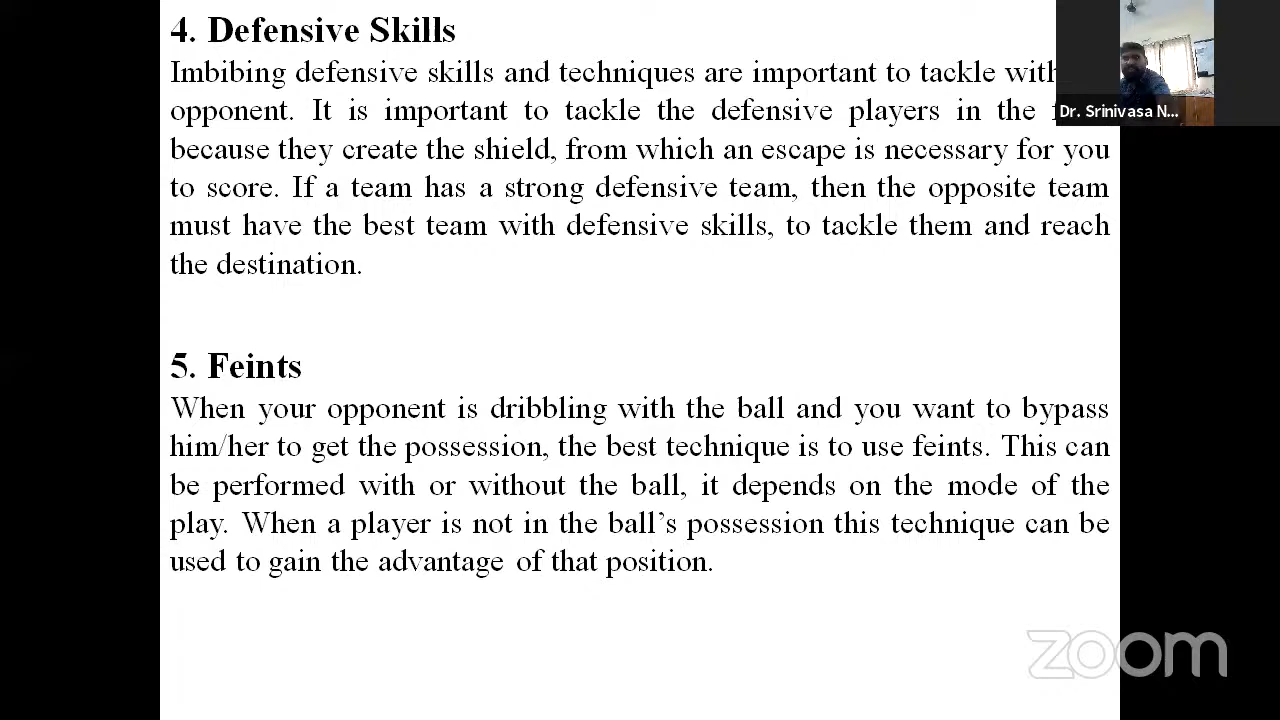 4. Defensive Skills
Imbibing defensive skills and techniques are important to tackle with
opponent. It is important to tackle the defensive players in the
because they create the shield, from which an escape is necessary for you
to score. If a team has a strong defensive team, then the opposite team
must have the best team with defensive skills, to tackle them and reach
the destination.
Dr. Srinivasa N...
5. Feints
When your opponent is dribbling with the ball and you want to bypass
him/her to get the possession, the best technique is to use feints. This can
be performed with or without the ball, it depends on the mode of the
play. When a player is not in the ball’s possession this technique can be
used to gain the advantage of that position.
zoom